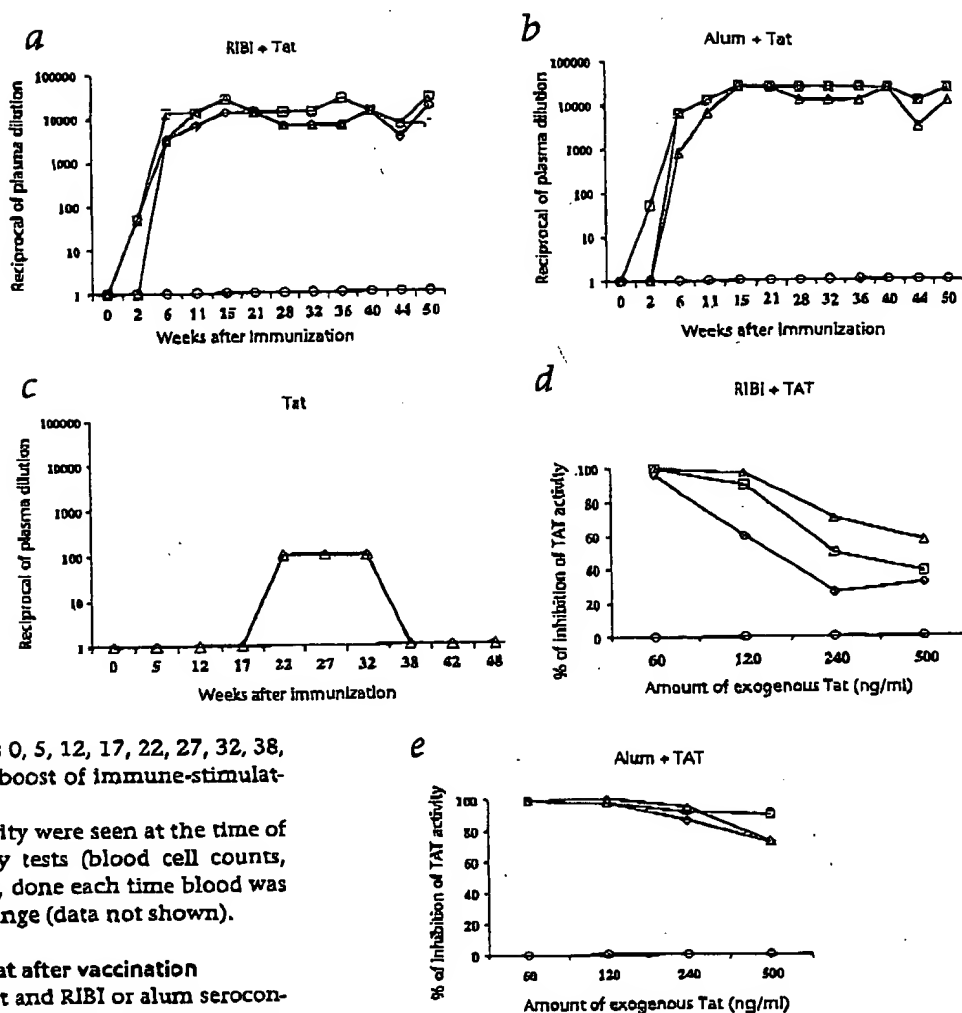 a
RIBI + Tat
Reciprocal of plasma dilution
100000
10000
1000
100
10
1
0 2 6 11 15 21 28 32 36 40 44 50
Weeks after immunization
b
Alum + Tat
Reciprocal of plasma dilution
100000
10000
1000
100
10
1
0 2 6 11 15 21 28 32 36 40 44 50
Weeks after immunization
c
Tat
Reciprocal of plasma dilution
100000
10000
1000
100
10
1
0 5 12 17 22 27 32 38 42 48
Weeks after immunization
d
RIBI + TAT
% of Inhibition of TAT activity
100
80
60
40
20
0
60 120 240 500
Amount of exogenous Tat (ng/ml)
0, 5, 12, 17, 22, 27, 32, 38,
boost of immune-stimulat-
ity were seen at the time of
y tests (blood cell counts,
, done each time blood was
nge (data not shown).
at after vaccination
t and RIBI or alum serocon-
e
Alum + TAT
% of Inhibition of TAT activity
100
80
60
40
20
0
60 120 240 500
Amount of exogenous Tat (ng/ml)